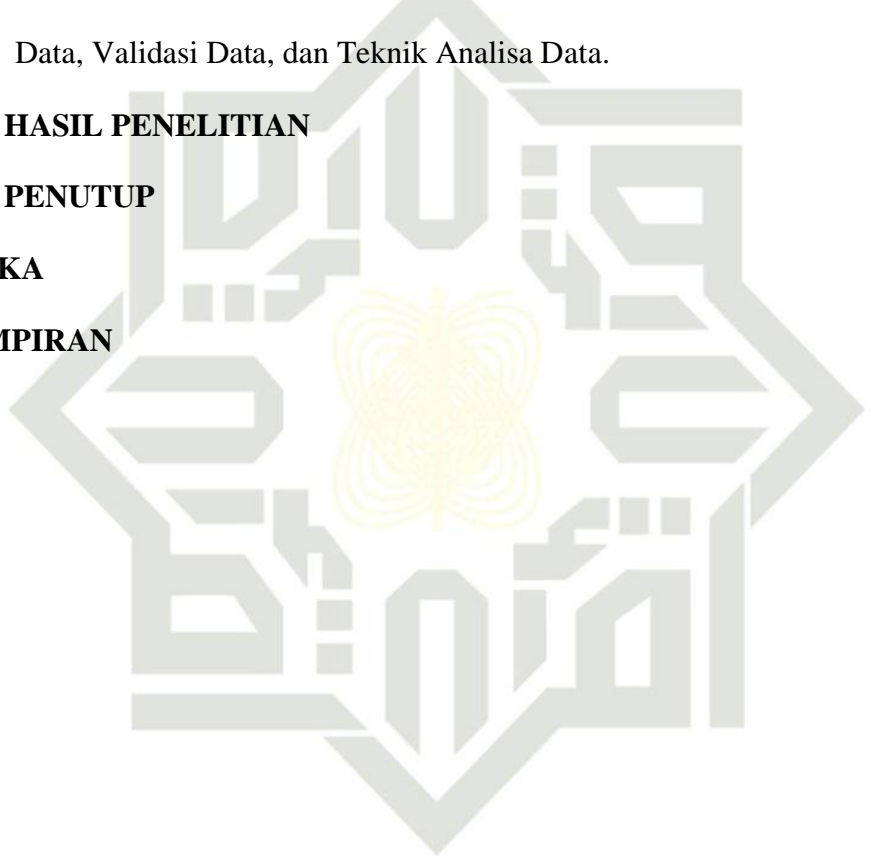 Data, Validasi Data, dan Teknik Analisa Data.
HASIL PENELITIAN
PENUTUP
KA
MPIRAN